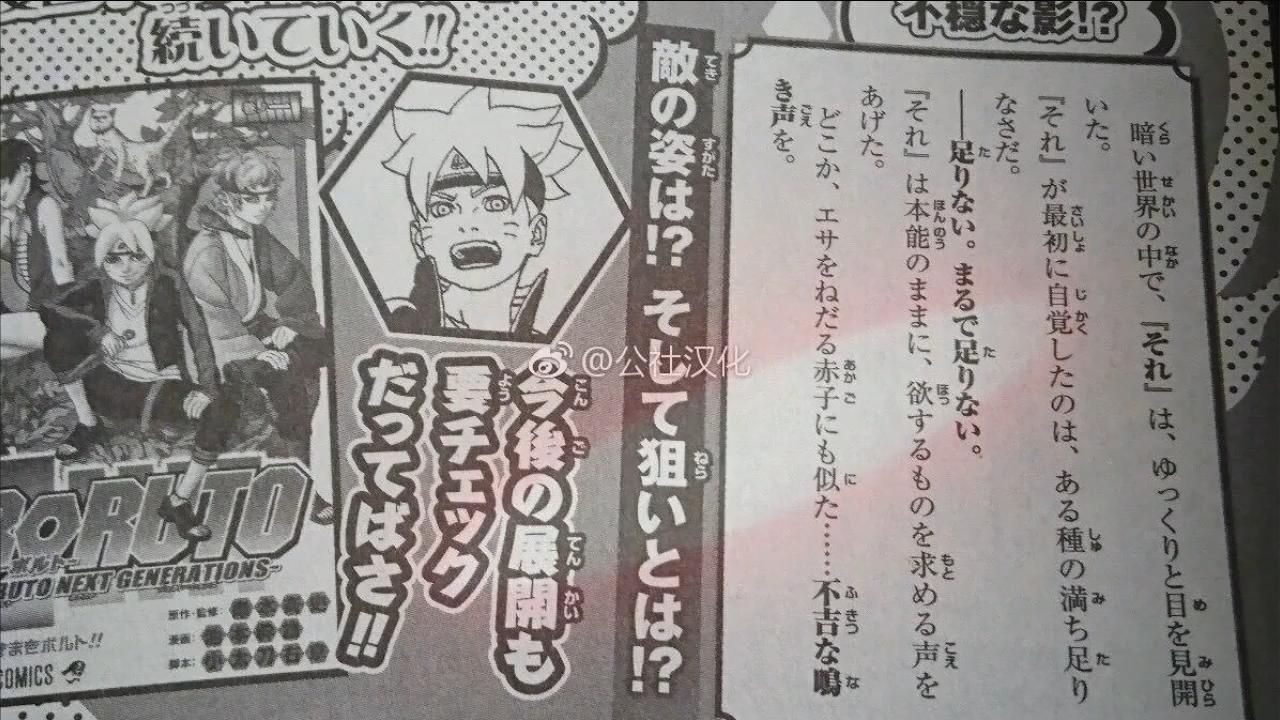 不穏な影!?
暗い世界の中で、『それ』は、ゆっくりと目を見開
いた。
『それ』が最初に自覚したのは、ある種の満ち足り
なさだ。
――足りない。まるで足りない。
『それ』は本能のままに、欲するものを求める声を
あげた。
どこか、エサをねだる赤子にも似た……不吉な鳴
き声を。
敵の姿は!? そして狙いとは!?
続いていく!!
今後の展開も
要チェック
だってばさ!!
@公社汉化
BORUTO
ボルト
NEXT GENERATIONS
原作・監修:
漫画:
脚本:
ボルト!!
COMICS